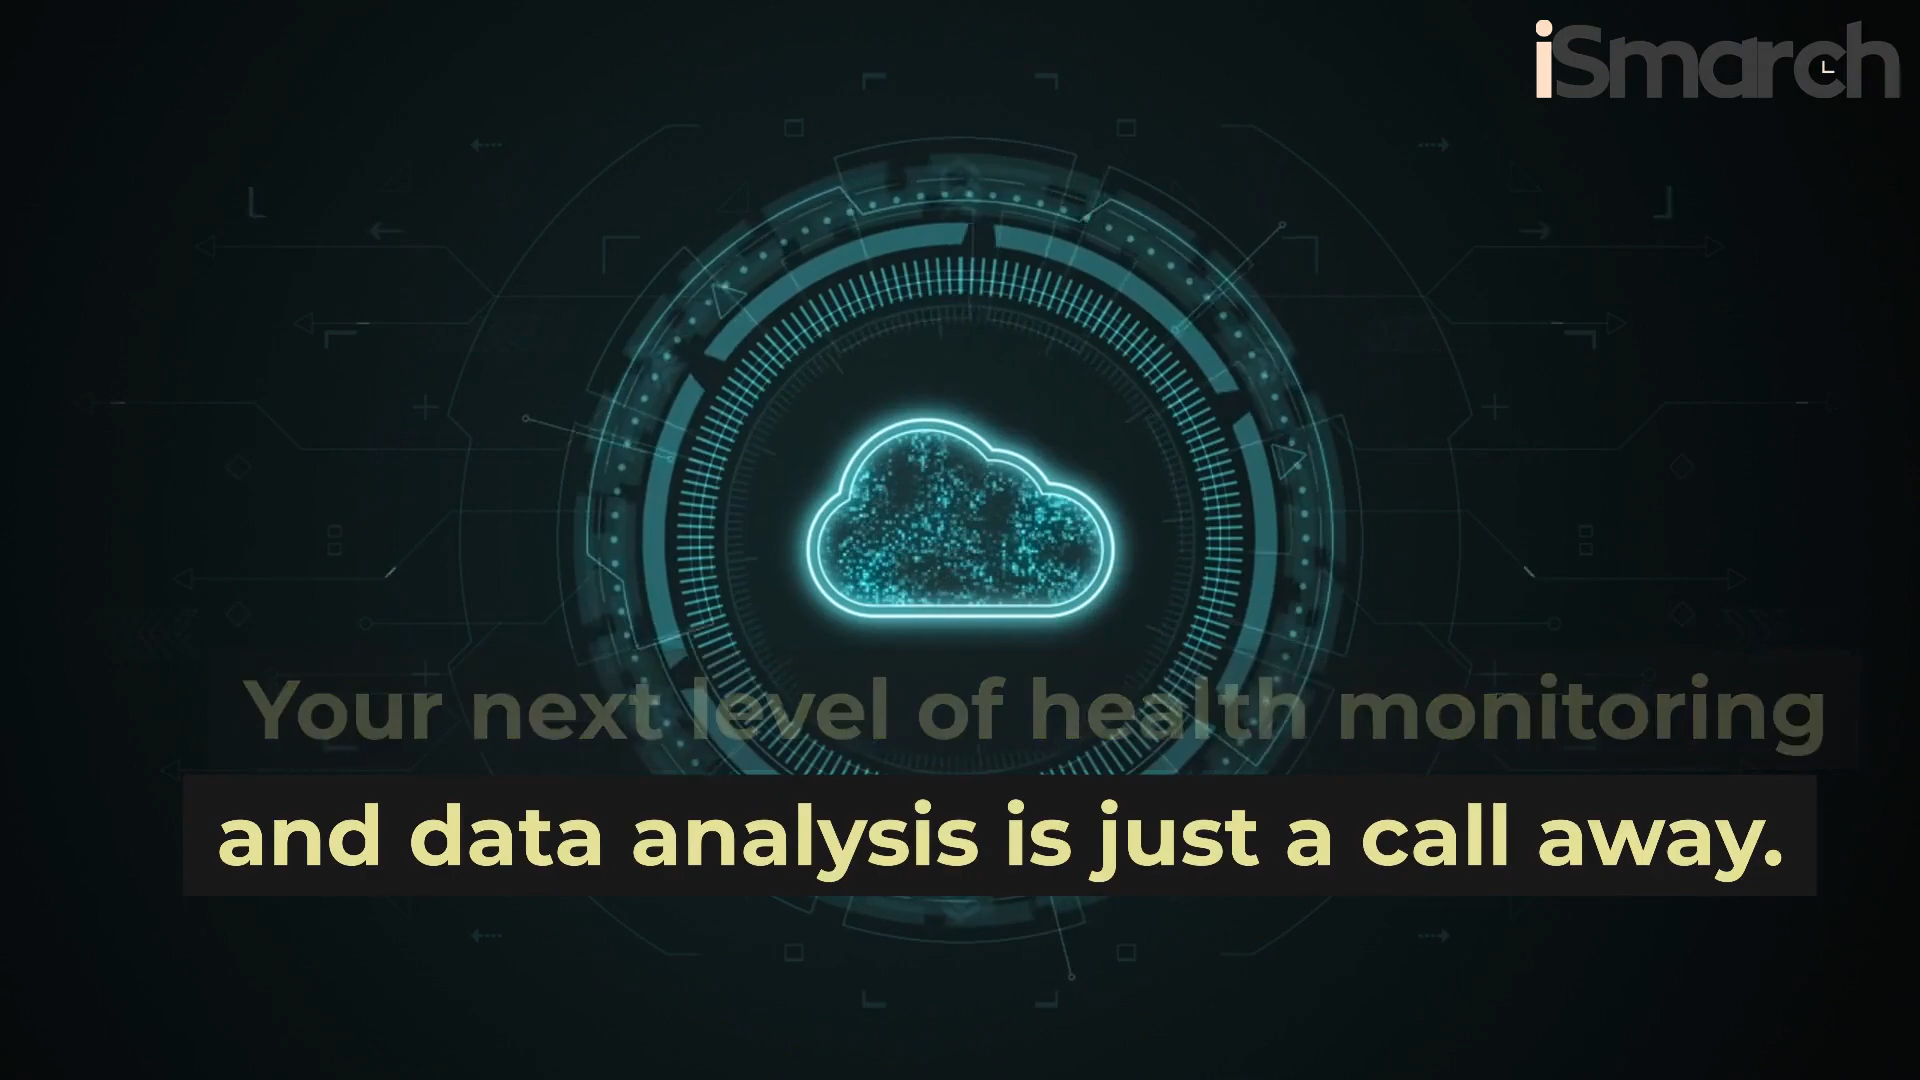 iSmarch
Your next level of health monitoring
and data analysis is just a call away.